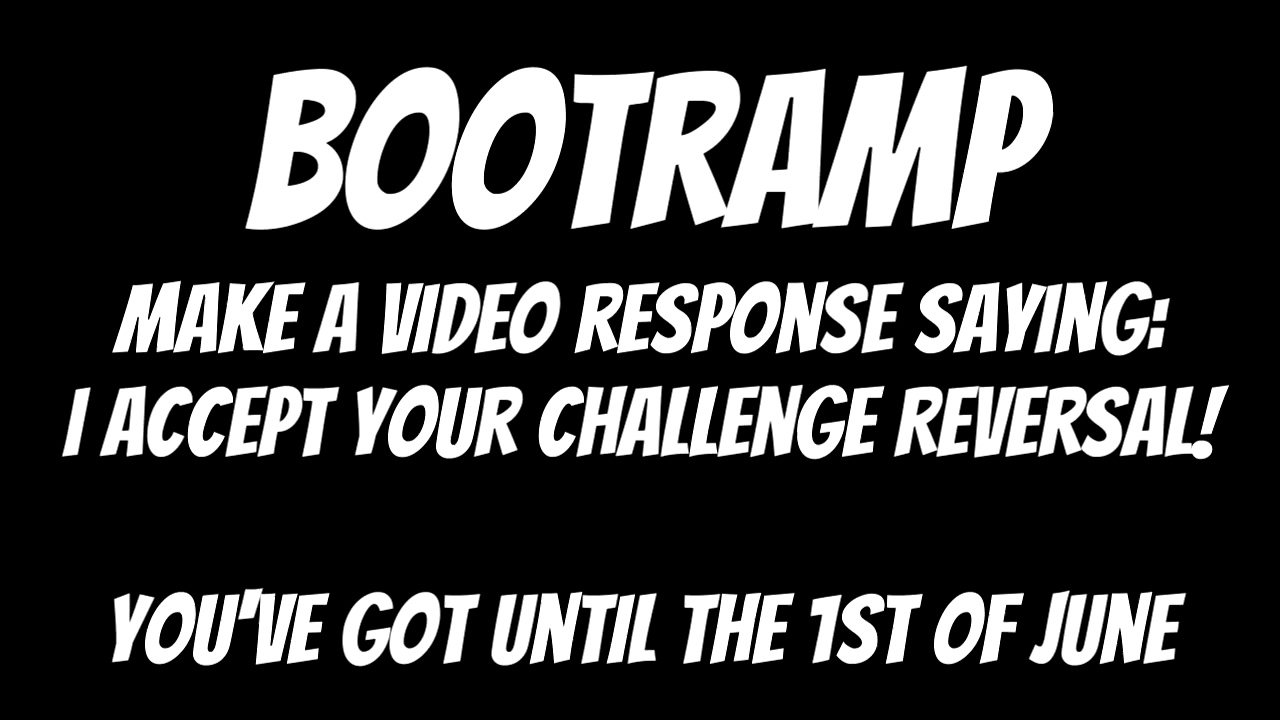 BOOTRAMP
MAKE A VIDEO RESPONSE SAYING:
I ACCEPT YOUR CHALLENGE REVERSAL!
YOU'VE GOT UNTIL THE 1ST OF JUNE